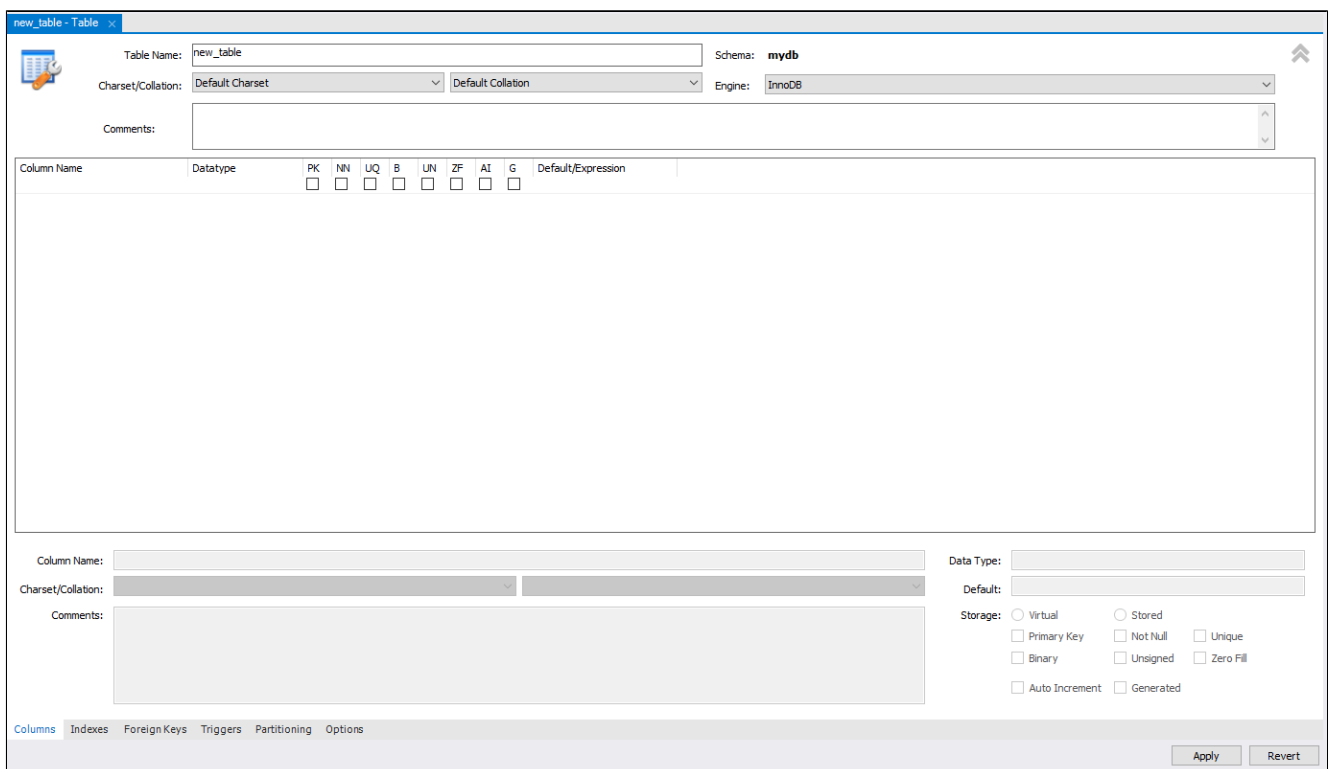 new_table - Table ×
Table Name: new_table Schema: mydb
Charset/Collation: Default Charset Default Collation Engine: InnoDB
Comments:
Column Name Datatype PK NN UQ B UN ZF AI G Default/Expression
Column Name: Data Type:
Charset/Collation: Default:
Comments: Storage: Virtual Stored
Primary Key Not Null Unique
Binary Unsigned Zero Fill
Auto Increment Generated
Columns Indexes Foreign Keys Triggers Partitioning Options
Apply Revert